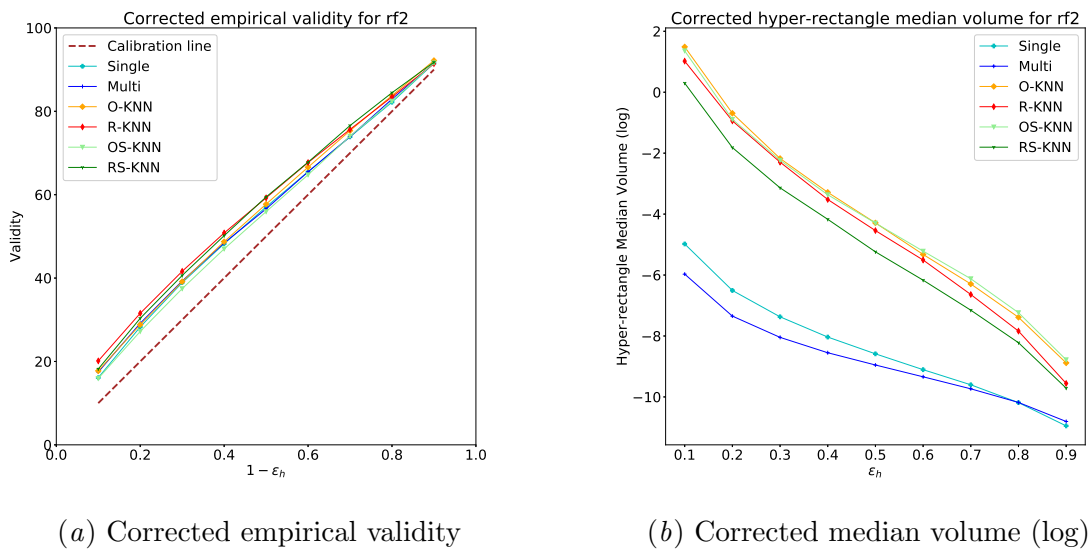 Corrected empirical validity for rf2
100
80
60
40
20
0
Validity
Calibration line
Single
Multi
O-KNN
R-KNN
OS-KNN
RS-KNN
0.0 0.2 0.4 0.6 0.8 1.0
1 − ε_h
(a) Corrected empirical validity
Corrected hyper-rectangle median volume for rf2
2
0
−2
−4
−6
−8
−10
Hyper-rectangle Median Volume (log)
Single
Multi
O-KNN
R-KNN
OS-KNN
RS-KNN
0.1 0.2 0.3 0.4 0.5 0.6 0.7 0.8 0.9
ε_h
(b) Corrected median volume (log)